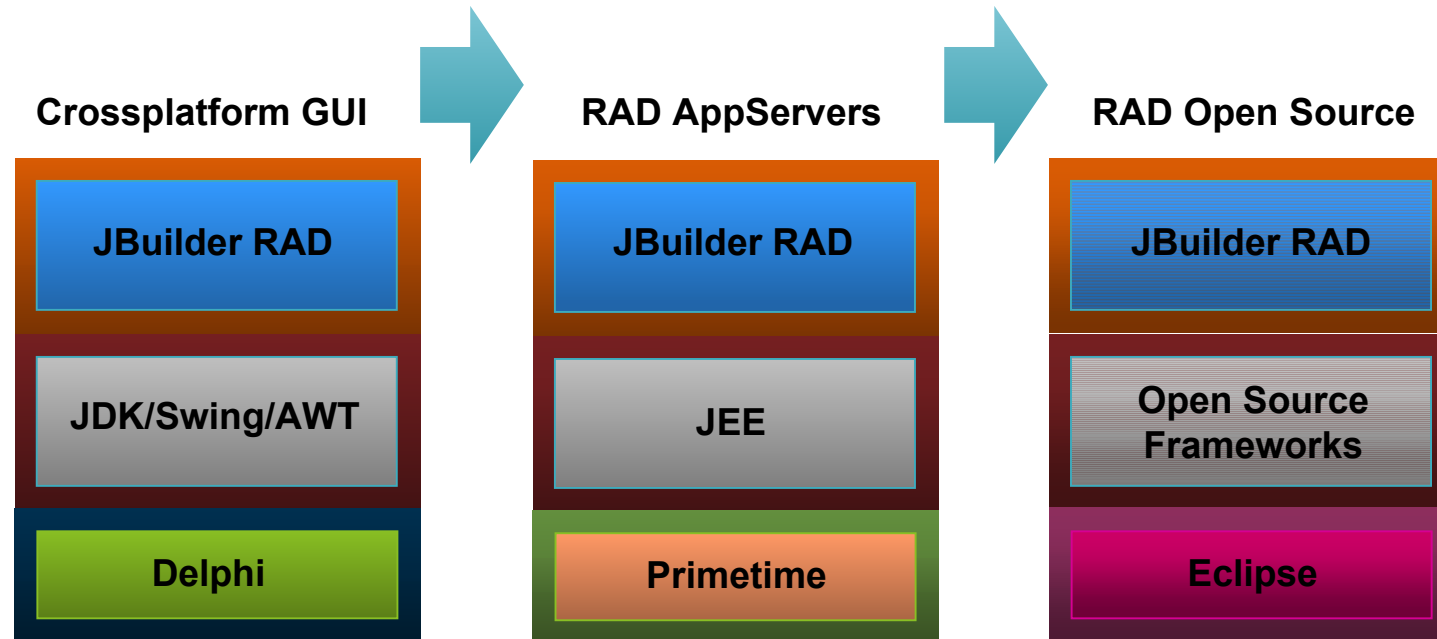 Crossplatform GUI
JBuilder RAD
JDK/Swing/AWT
Delphi
RAD AppServers
JBuilder RAD
JEE
Primetime
RAD Open Source
JBuilder RAD
Open Source
Frameworks
Eclipse